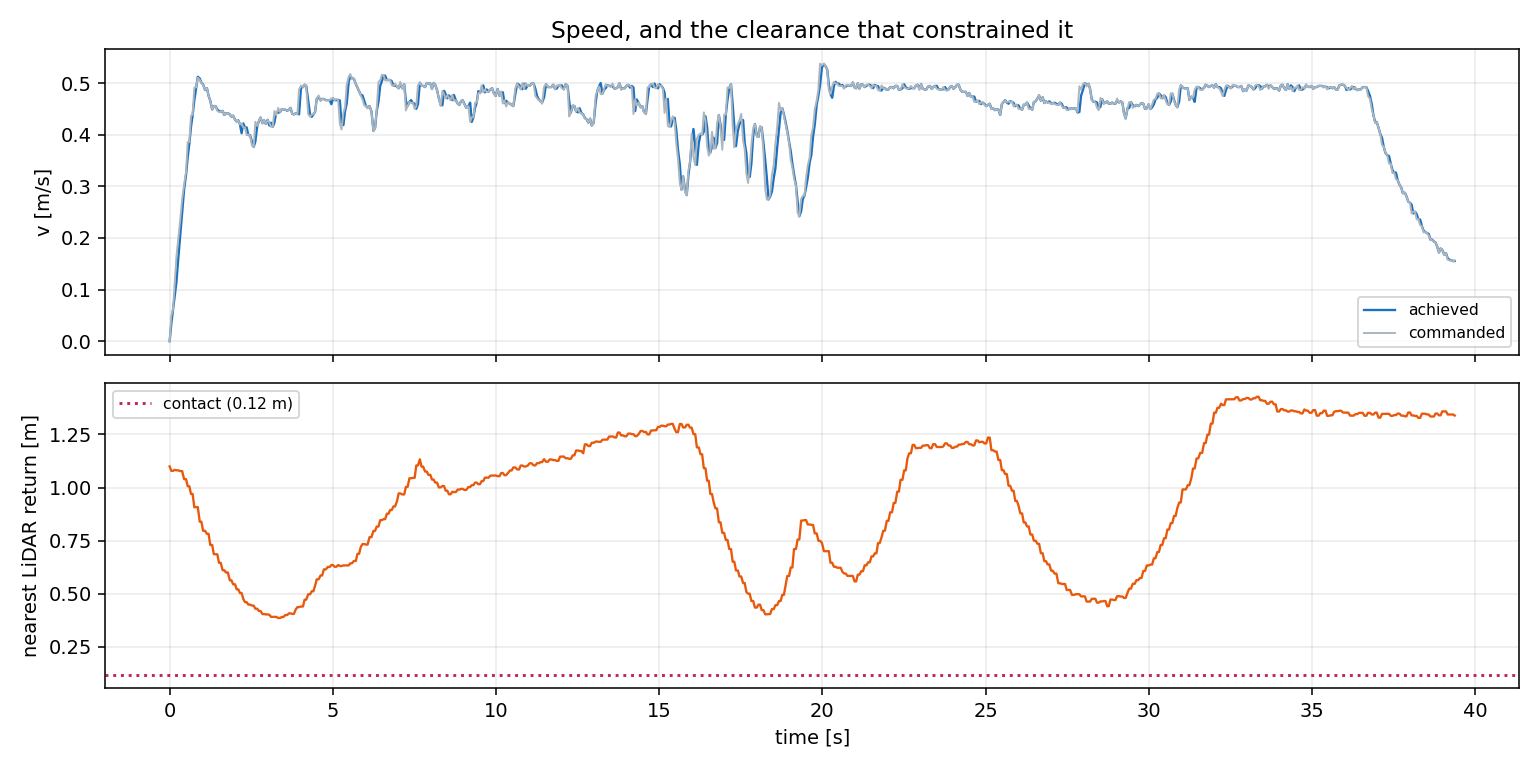 Speed, and the clearance that constrained it
v [m/s]
0.5
0.4
0.3
0.2
0.1
0.0
achieved
commanded
nearest LiDAR return [m]
1.25
1.00
0.75
0.50
0.25
contact (0.12 m)
0 5 10 15 20 25 30 35 40
time [s]